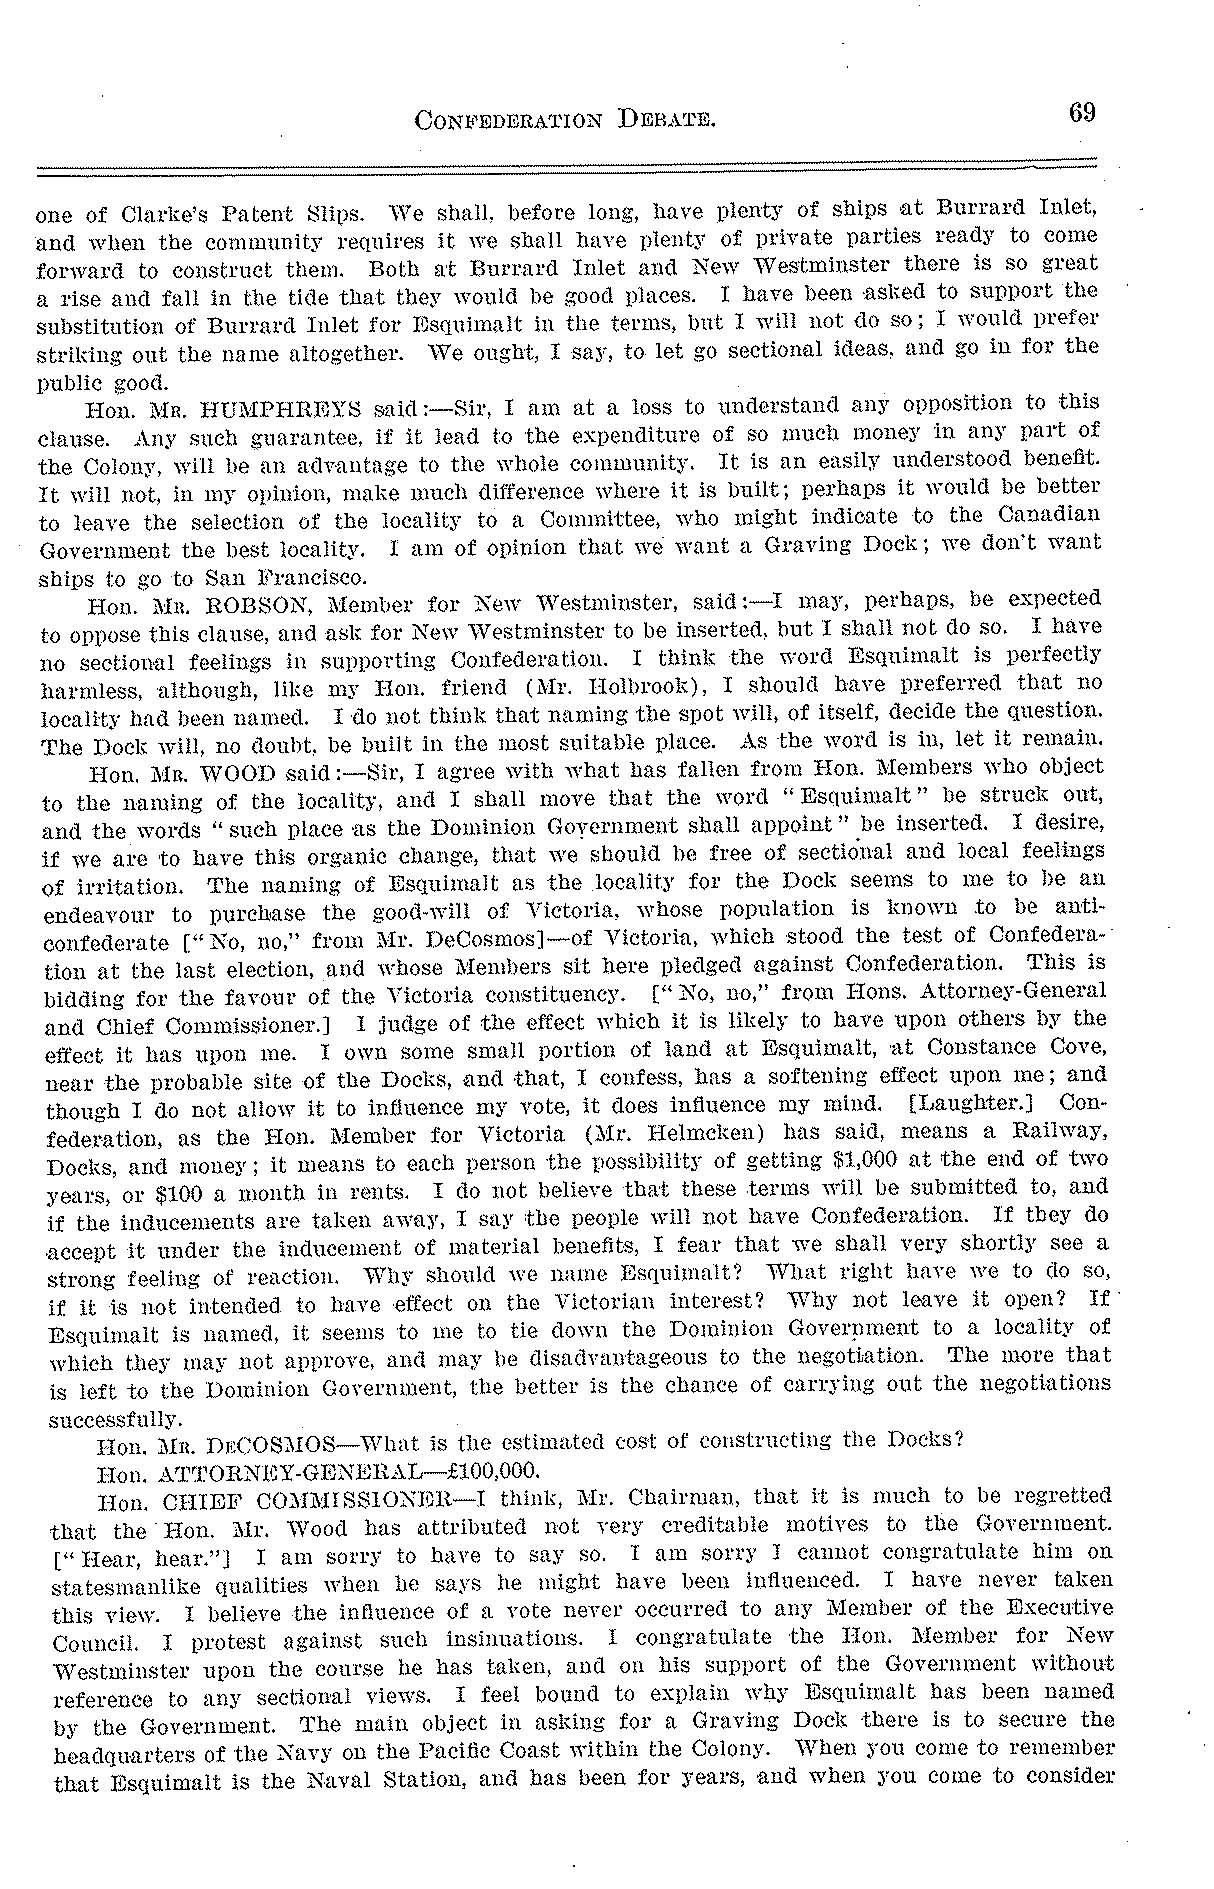 CONFEDERATION DEBATE. 69
one of Clarke's Patent Slips. We shall, before long, have plenty of ships at Burrard Inlet,
and when the community requires it we shall have plenty of private parties ready to come
forward to construct them. Both at Burrard Inlet and New Westminster there is so great
a rise and fall in the tide that they would be good places. I have been asked to support the
substitution of Burrard Inlet for Esquimalt in the terms, but I will not do so; I would prefer
striking out the name altogether. We ought, I say, to let go sectional ideas, and go in for the
public good.
Hon. MR. HUMPHREYS said:—Sir, I am at a loss to understand any opposition to this
clause. Any such guarantee, if it lead to the expenditure of so much money in any part of
the Colony, will be an advantage to the whole community. It is an easily understood benefit.
It will not, in my opinion, make much difference where it is built; perhaps it would be better
to leave the selection of the locality to a Committee, who might indicate to the Canadian
Government the best locality. I am of opinion that we want a Graving Dock; we don't want
ships to go to San Francisco.
Hon. MR. ROBSON, Member for New Westminster, said:—I may, perhaps, be expected
to oppose this clause, and ask for New Westminster to be inserted, but I shall not do so. I have
no sectional feelings in supporting Confederation. I think the word Esquimalt is perfectly
harmless, although, like my Hon. friend (Mr. Holbrook), I should have preferred that no
locality had been named. I do not think that naming the spot will, of itself, decide the question.
The Dock will, no doubt, be built in the most suitable place. As the word is in, let it remain.
Hon. MR. WOOD said:—Sir, I agree with what has fallen from Hon. Members who object
to the naming of the locality, and I shall move that the word "Esquimalt" be struck out,
and the words "such place as the Dominion Government shall appoint" be inserted. I desire,
if we are to have this organic change, that we should be free of sectional and local feelings
of irritation. The naming of Esquimalt as the locality for the Dock seems to me to be an
endeavour to purchase the good-will of Victoria, whose population is known to be anti-
confederate ["No, no," from Mr. DeCosmos]—of Victoria, which stood the test of Confedera-
tion at the last election, and whose Members sit here pledged against Confederation. This is
bidding for the favour of the Victoria constituency. ["No, no," from Hons. Attorney-General
and Chief Commissioner.] I judge of the effect which it is likely to have upon others by the
effect it has upon me. I own some small portion of land at Esquimalt, at Constance Cove,
near the probable site of the Docks, and that, I confess, has a softening effect upon me; and
though I do not allow it to influence my vote, it does influence my mind. [Laughter.] Con-
federation, as the Hon. Member for Victoria (Mr. Helmcken) has said, means a Railway,
Docks, and money; it means to each person the possibility of getting $1,000 at the end of two
years, or $100 a month in rents. I do not believe that these terms will be submitted to, and
if the inducements are taken away, I say the people will not have Confederation. If they do
accept it under the inducement of material benefits, I fear that we shall very shortly see a
strong feeling of reaction. Why should we name Esquimalt? What right have we to do so,
if it is not intended to have effect on the Victorian interest? Why not leave it open? If
Esquimalt is named, it seems to me to tie down the Dominion Government to a locality of
which they may not approve, and may be disadvantageous to the negotiation. The more that
is left to the Dominion Government, the better is the chance of carrying out the negotiations
successfully.
Hon. MR. DECOSMOS—What is the estimated cost of constructing the Docks?
Hon. ATTORNEY-GENERAL—£100,000.
Hon. CHIEF COMMISSIONER—I think, Mr. Chairman, that it is much to be regretted
that the Hon. Mr. Wood has attributed not very creditable motives to the Government.
["Hear, hear."] I am sorry to have to say so. I am sorry I cannot congratulate him on
statesmanlike qualities when he says he might have been influenced. I have never taken
this view. I believe the influence of a vote never occurred to any Member of the Executive
Council. I protest against such insinuations. I congratulate the Hon. Member for New
Westminster upon the course he has taken, and on his support of the Government without
reference to any sectional views. I feel bound to explain why Esquimalt has been named
by the Government. The main object in asking for a Graving Dock there is to secure the
headquarters of the Navy on the Pacific Coast within the Colony. When you come to remember
that Esquimalt is the Naval Station, and has been for years, and when you come to consider